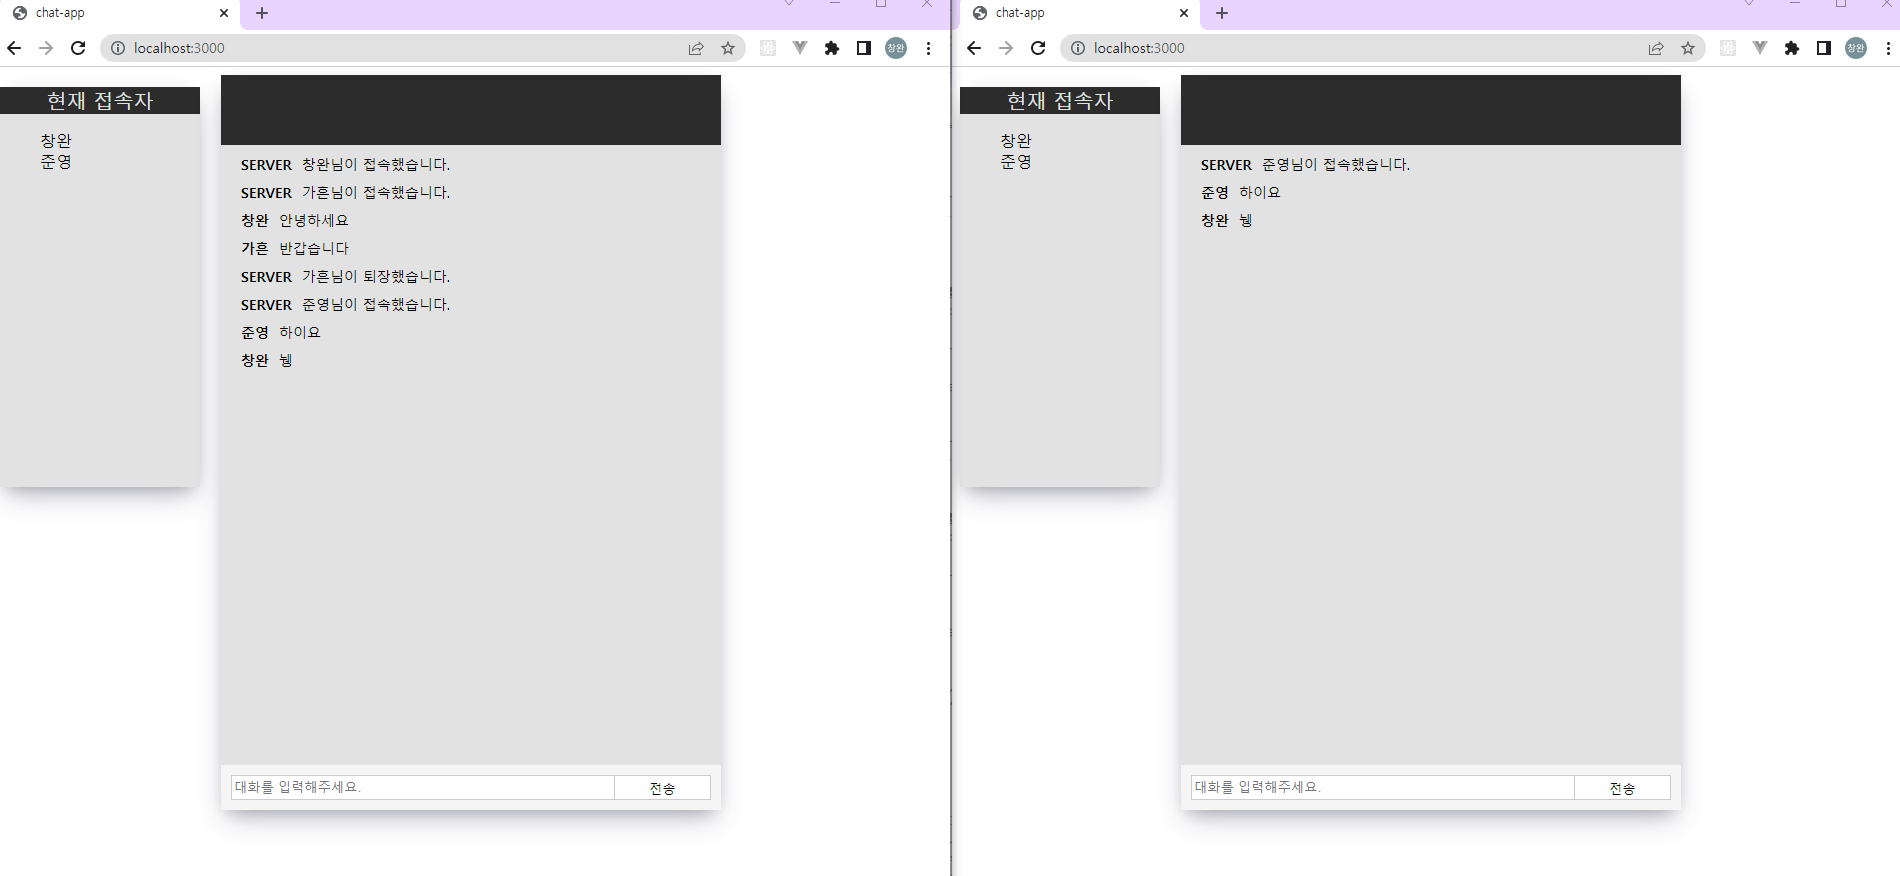 chat-app
localhost:3000
창완
현재 접속자
창완
준영
SERVER 창완님이 접속했습니다.
SERVER 가흔님이 접속했습니다.
창완 안녕하세요
가흔 반갑습니다
SERVER 가흔님이 퇴장했습니다.
SERVER 준영님이 접속했습니다.
준영 하이요
창완 뷓
대화를 입력해주세요.
전송
chat-app
localhost:3000
창완
현재 접속자
창완
준영
SERVER 준영님이 접속했습니다.
준영 하이요
창완
대화를 입력해주세요.
전송